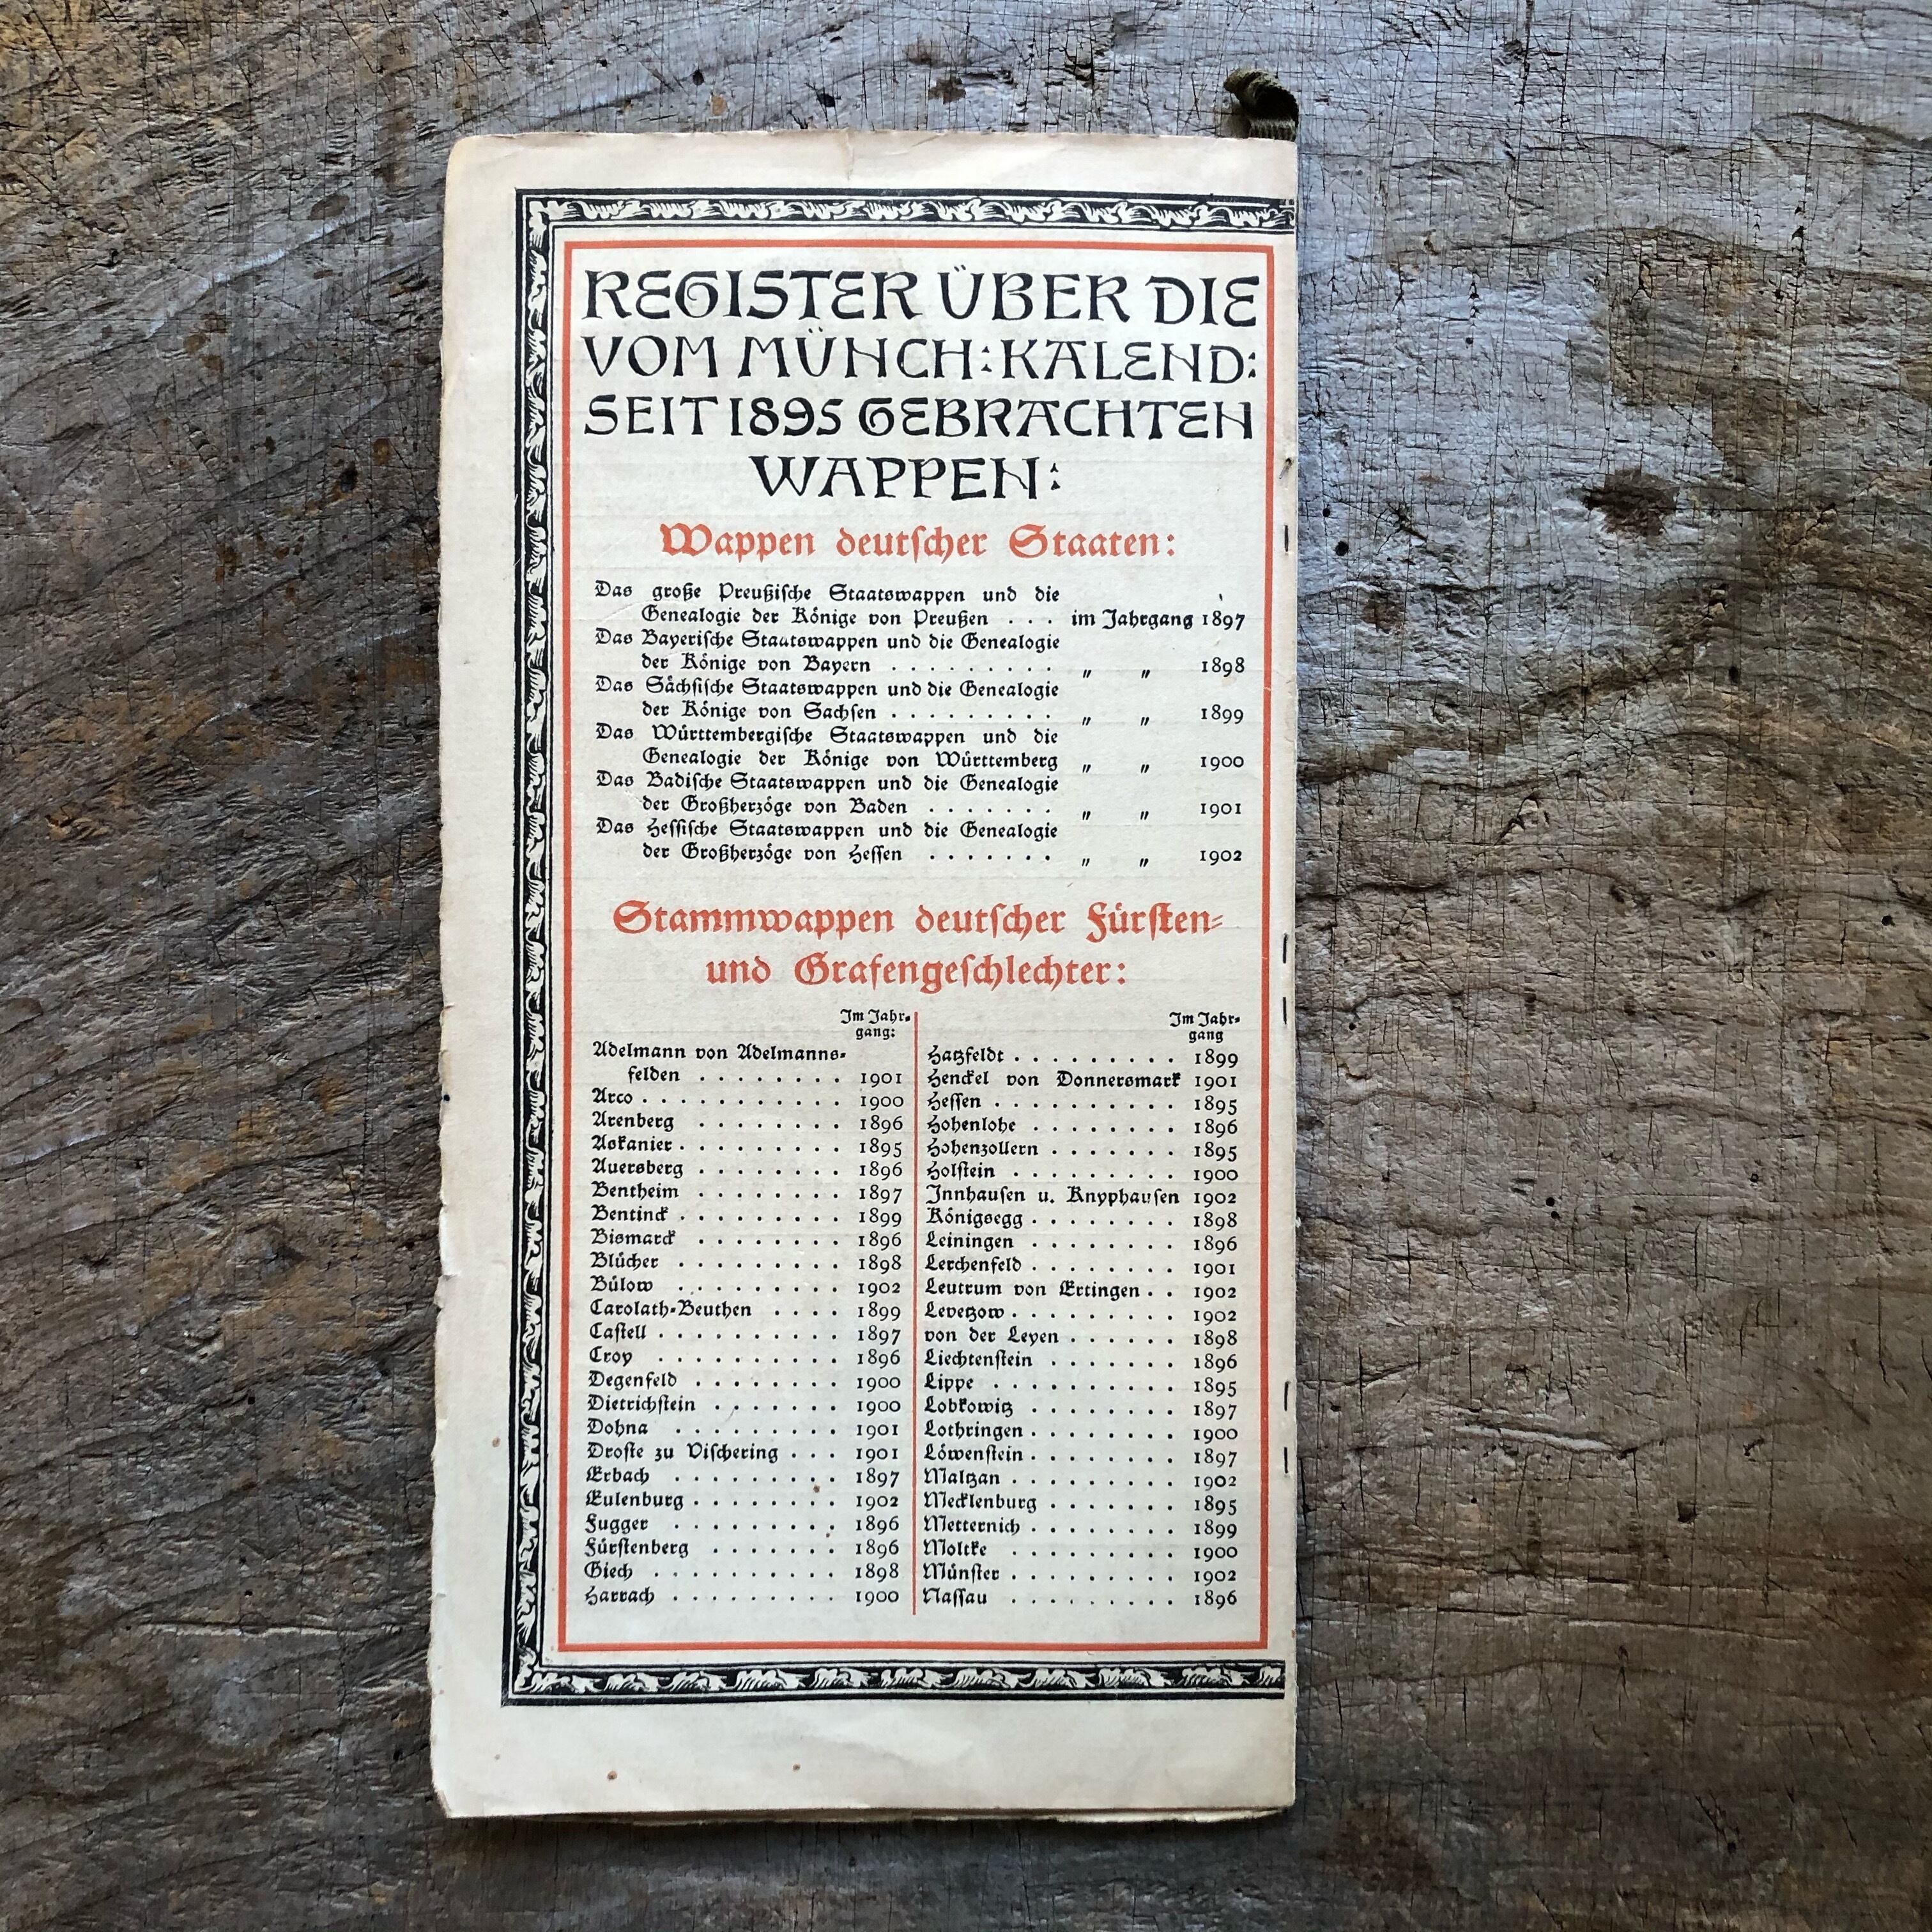 REGISTER ÜBER DIE
VOM MÜNCH: KALEND:
SEIT 1895 GEBRACHTEN
WAPPEN:
Wappen deutscher Staaten:
Das große Preußische Staatswappen und die
Genealogie der Könige von Preußen . . . im Jahrgang 1897
Das Bayerische Staatswappen und die Genealogie
der Könige von Bayern . . . . . . . . . „ „ 1898
Das Sächsische Staatswappen und die Genealogie
der Könige von Sachsen . . . . . . . . . „ „ 1899
Das Württembergische Staatswappen und die
Genealogie der Könige von Württemberg „ „ 1900
Das Badische Staatswappen und die Genealogie
der Großherzöge von Baden . . . . . . . „ „ 1901
Das Hessische Staatswappen und die Genealogie
der Großherzöge von Hessen . . . . . . . „ „ 1902
Stammwappen deutscher Fürsten-
und Grafengeschlechter:
Im Jahr-
gang:
Adelmann von Adelmanns-
felden . . . . . . . . 1901
Arco . . . . . . . . . . . 1900
Arenberg . . . . . . . . 1896
Askanier . . . . . . . . . 1895
Auersberg . . . . . . . . 1896
Bentheim . . . . . . . . 1897
Bentinck . . . . . . . . . 1899
Bismarck . . . . . . . . 1896
Blücher . . . . . . . . . 1898
Bülow . . . . . . . . . 1902
Carolath-Beuthen . . . . 1899
Castell . . . . . . . . . . 1897
Croy . . . . . . . . . . 1896
Degenfeld . . . . . . . . 1900
Dietrichstein . . . . . . . 1900
Dohna . . . . . . . . . 1901
Droste zu Vischering . . . 1901
Erbach . . . . . . . . . 1897
Eulenburg . . . . . . . . 1902
Fugger . . . . . . . . . 1896
Fürstenberg . . . . . . . 1896
Giech . . . . . . . . . . 1898
Harrach . . . . . . . . . 1900
Im Jahr-
gang
Hatzfeldt . . . . . . . . . 1899
Henckel von Donnersmark 1901
Hessen . . . . . . . . . . 1895
Hohenlohe . . . . . . . . 1896
Hohenzollern . . . . . . . 1895
Holstein . . . . . . . . . 1900
Innhausen u. Knyphausen 1902
Königsegg . . . . . . . . 1898
Leiningen . . . . . . . . 1896
Lerchenfeld . . . . . . . . 1901
Leutrum von Ertingen . . 1902
Levetzow . . . . . . . . . 1902
von der Leyen . . . . . . 1898
Liechtenstein . . . . . . . 1896
Lippe . . . . . . . . . . 1895
Lobkowitz . . . . . . . . 1897
Lothringen . . . . . . . . 1900
Löwenstein . . . . . . . . 1897
Maltzan . . . . . . . . . 1902
Mecklenburg . . . . . . . 1895
Metternich . . . . . . . . 1899
Moltke . . . . . . . . . 1900
Münster . . . . . . . . . 1902
Nassau . . . . . . . . . 1896